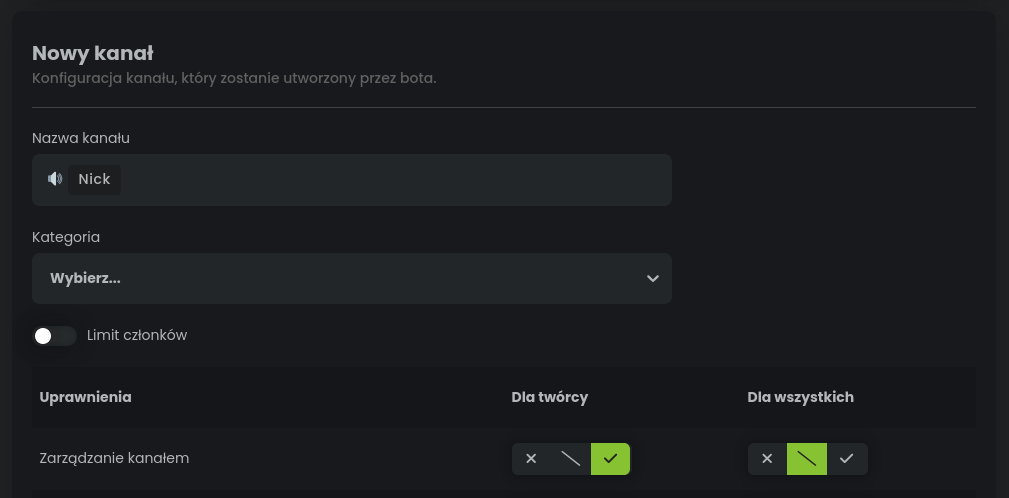 Nowy kanał
Konfiguracja kanału, który zostanie utworzony przez bota.
Nazwa kanału
Nick
Kategoria
Wybierz...
Limit członków
Uprawnienia Dla twórcy Dla wszystkich
Zarządzanie kanałem